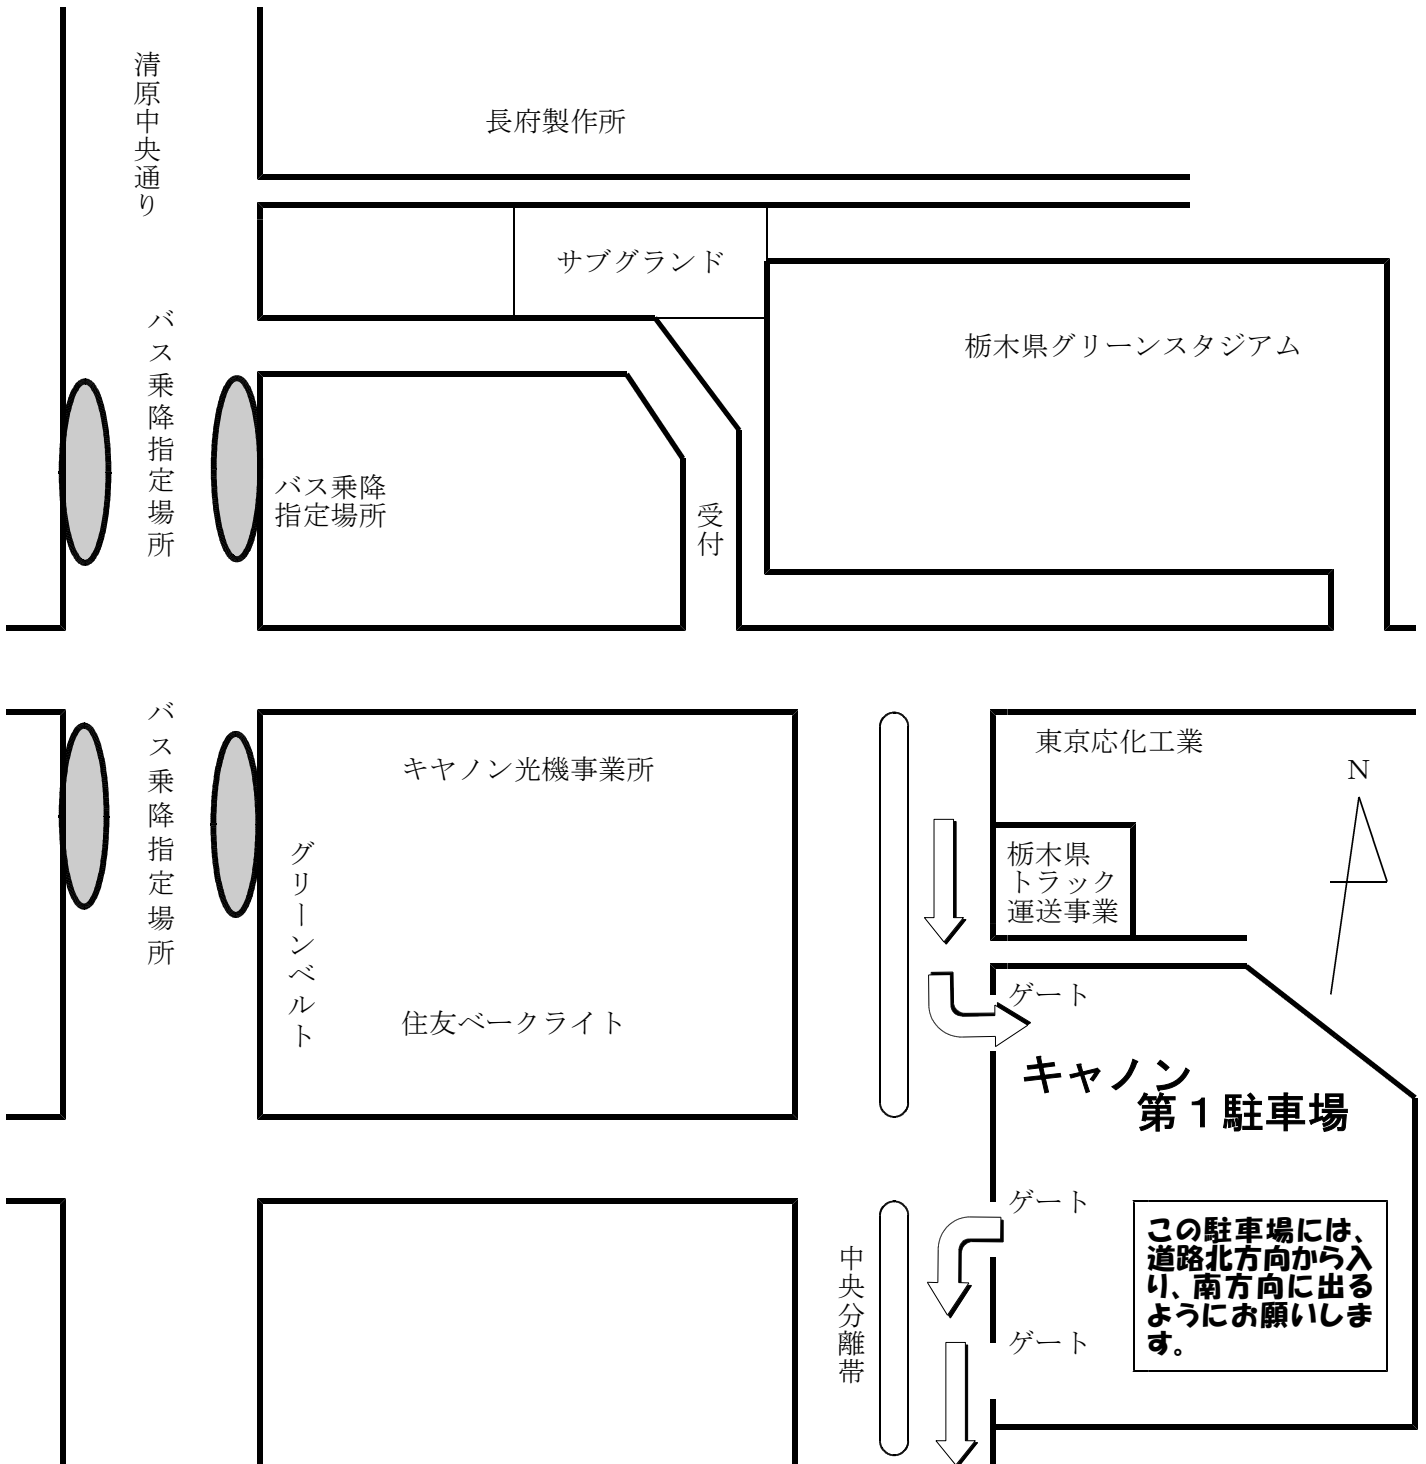 清原中央通り
長府製作所
サブグランド
栃木県グリーンスタジアム
バス乗降指定場所
バス乗降
指定場所
受付
バス乗降指定場所
キヤノン光機事業所
グリーンベルト
住友ベークライト
東京応化工業
N
栃木県
トラック
運送事業
ゲート
キャノン
第1駐車場
ゲート
この駐車場には、
道路北方向から入
り、南方向に出る
ようにお願いしま
す。
中央分離帯
ゲート